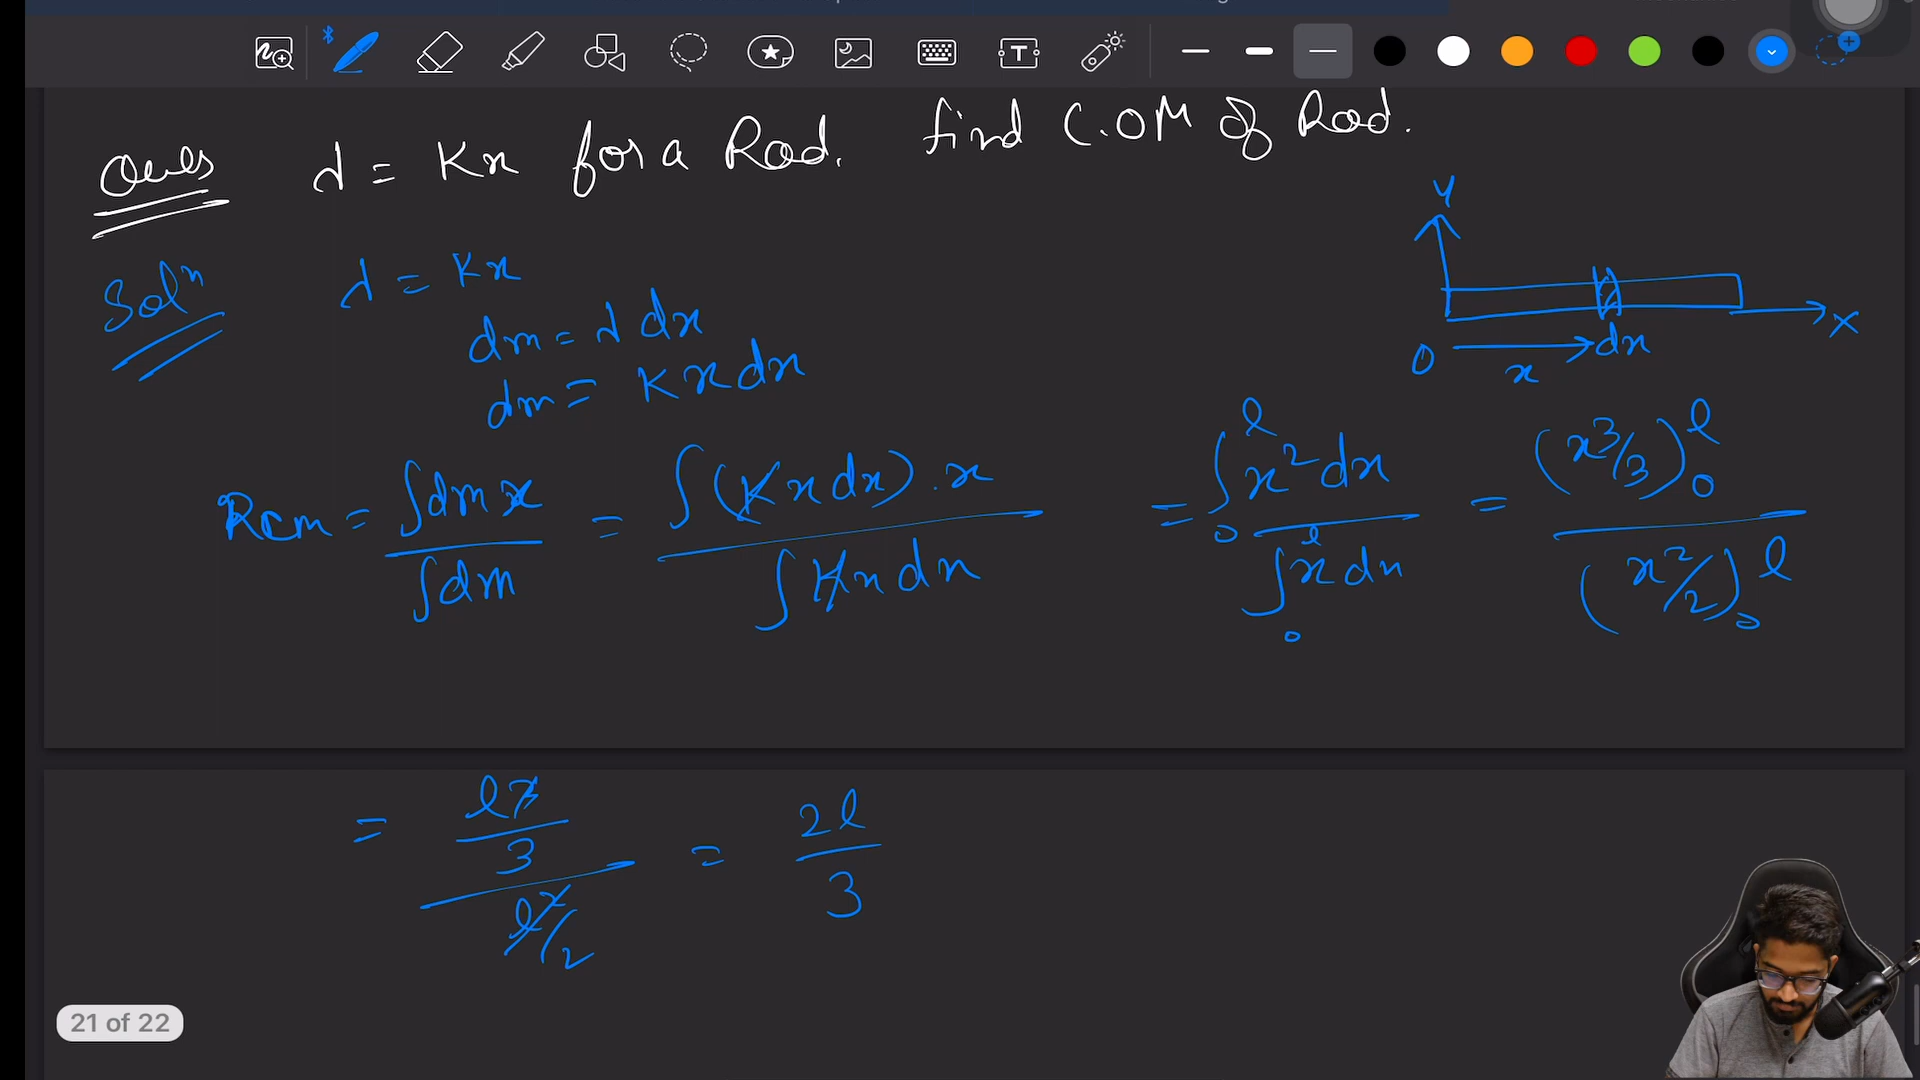 Ques λ = Kx for a Rod. find C.OM of Rod.
Solⁿ λ = Kx
dm = λ dx
dm = K x dx
y
x
0 x dx
Rcm = ∫dm x / ∫dm = ∫(Kx dx).x / ∫Kx dx = ∫₀ˡ x² dx / ∫₀ˡ x dx = (x³/3)₀ˡ / (x²/2)₀ˡ
= (l³/3) / (l²/2) = 2l/3
21 of 22